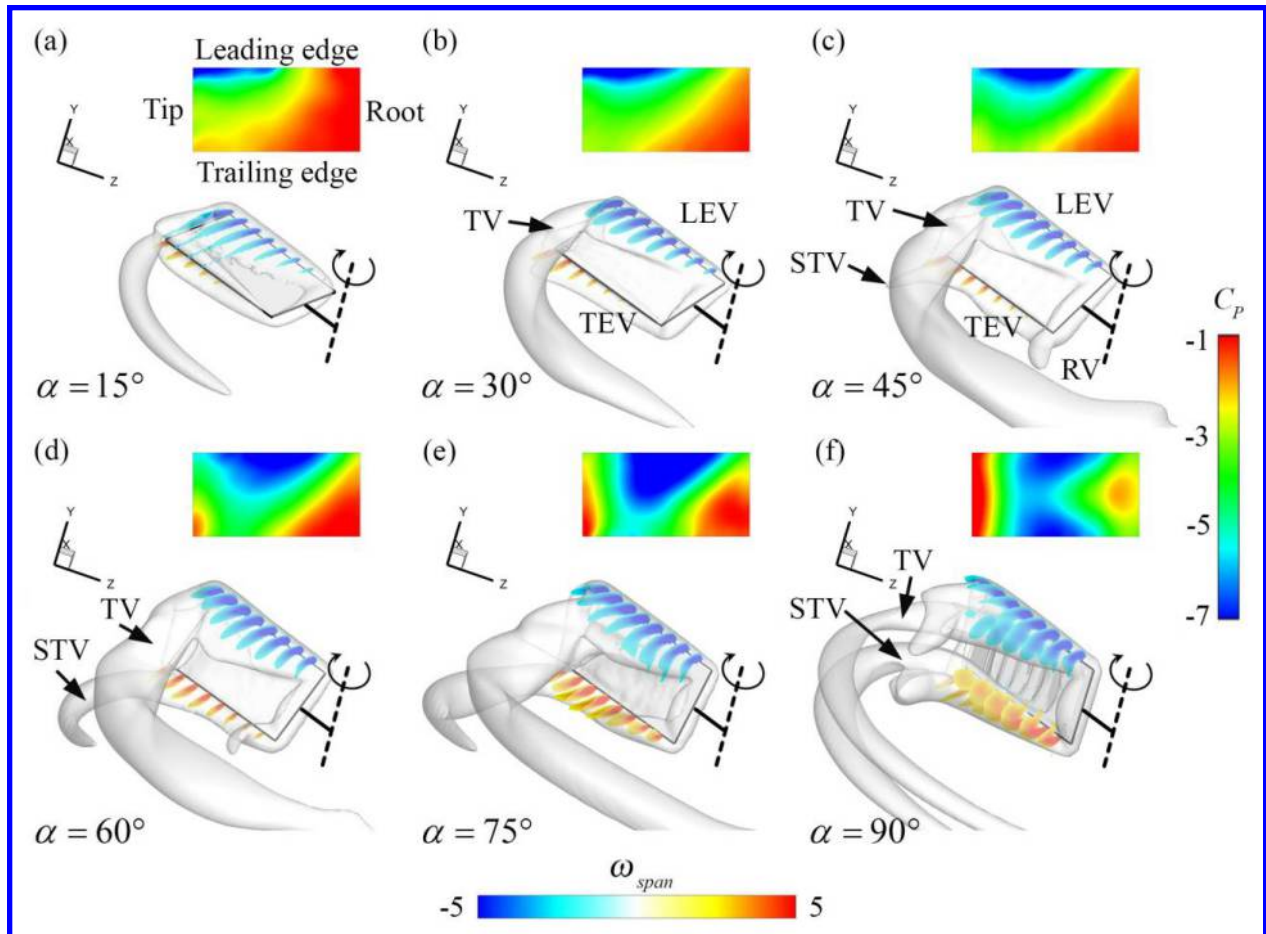 (a)
Leading edge
Tip
Root
Trailing edge
Y
X
Z
α = 15°
(b)
Y
X
Z
TV
LEV
TEV
α = 30°
(c)
Y
X
Z
TV
LEV
STV
TEV
RV
α = 45°
C_P
-1
-3
-5
-7
(d)
Y
X
Z
TV
STV
α = 60°
(e)
Y
X
Z
α = 75°
(f)
Y
X
Z
TV
STV
α = 90°
ω_span
-5
5